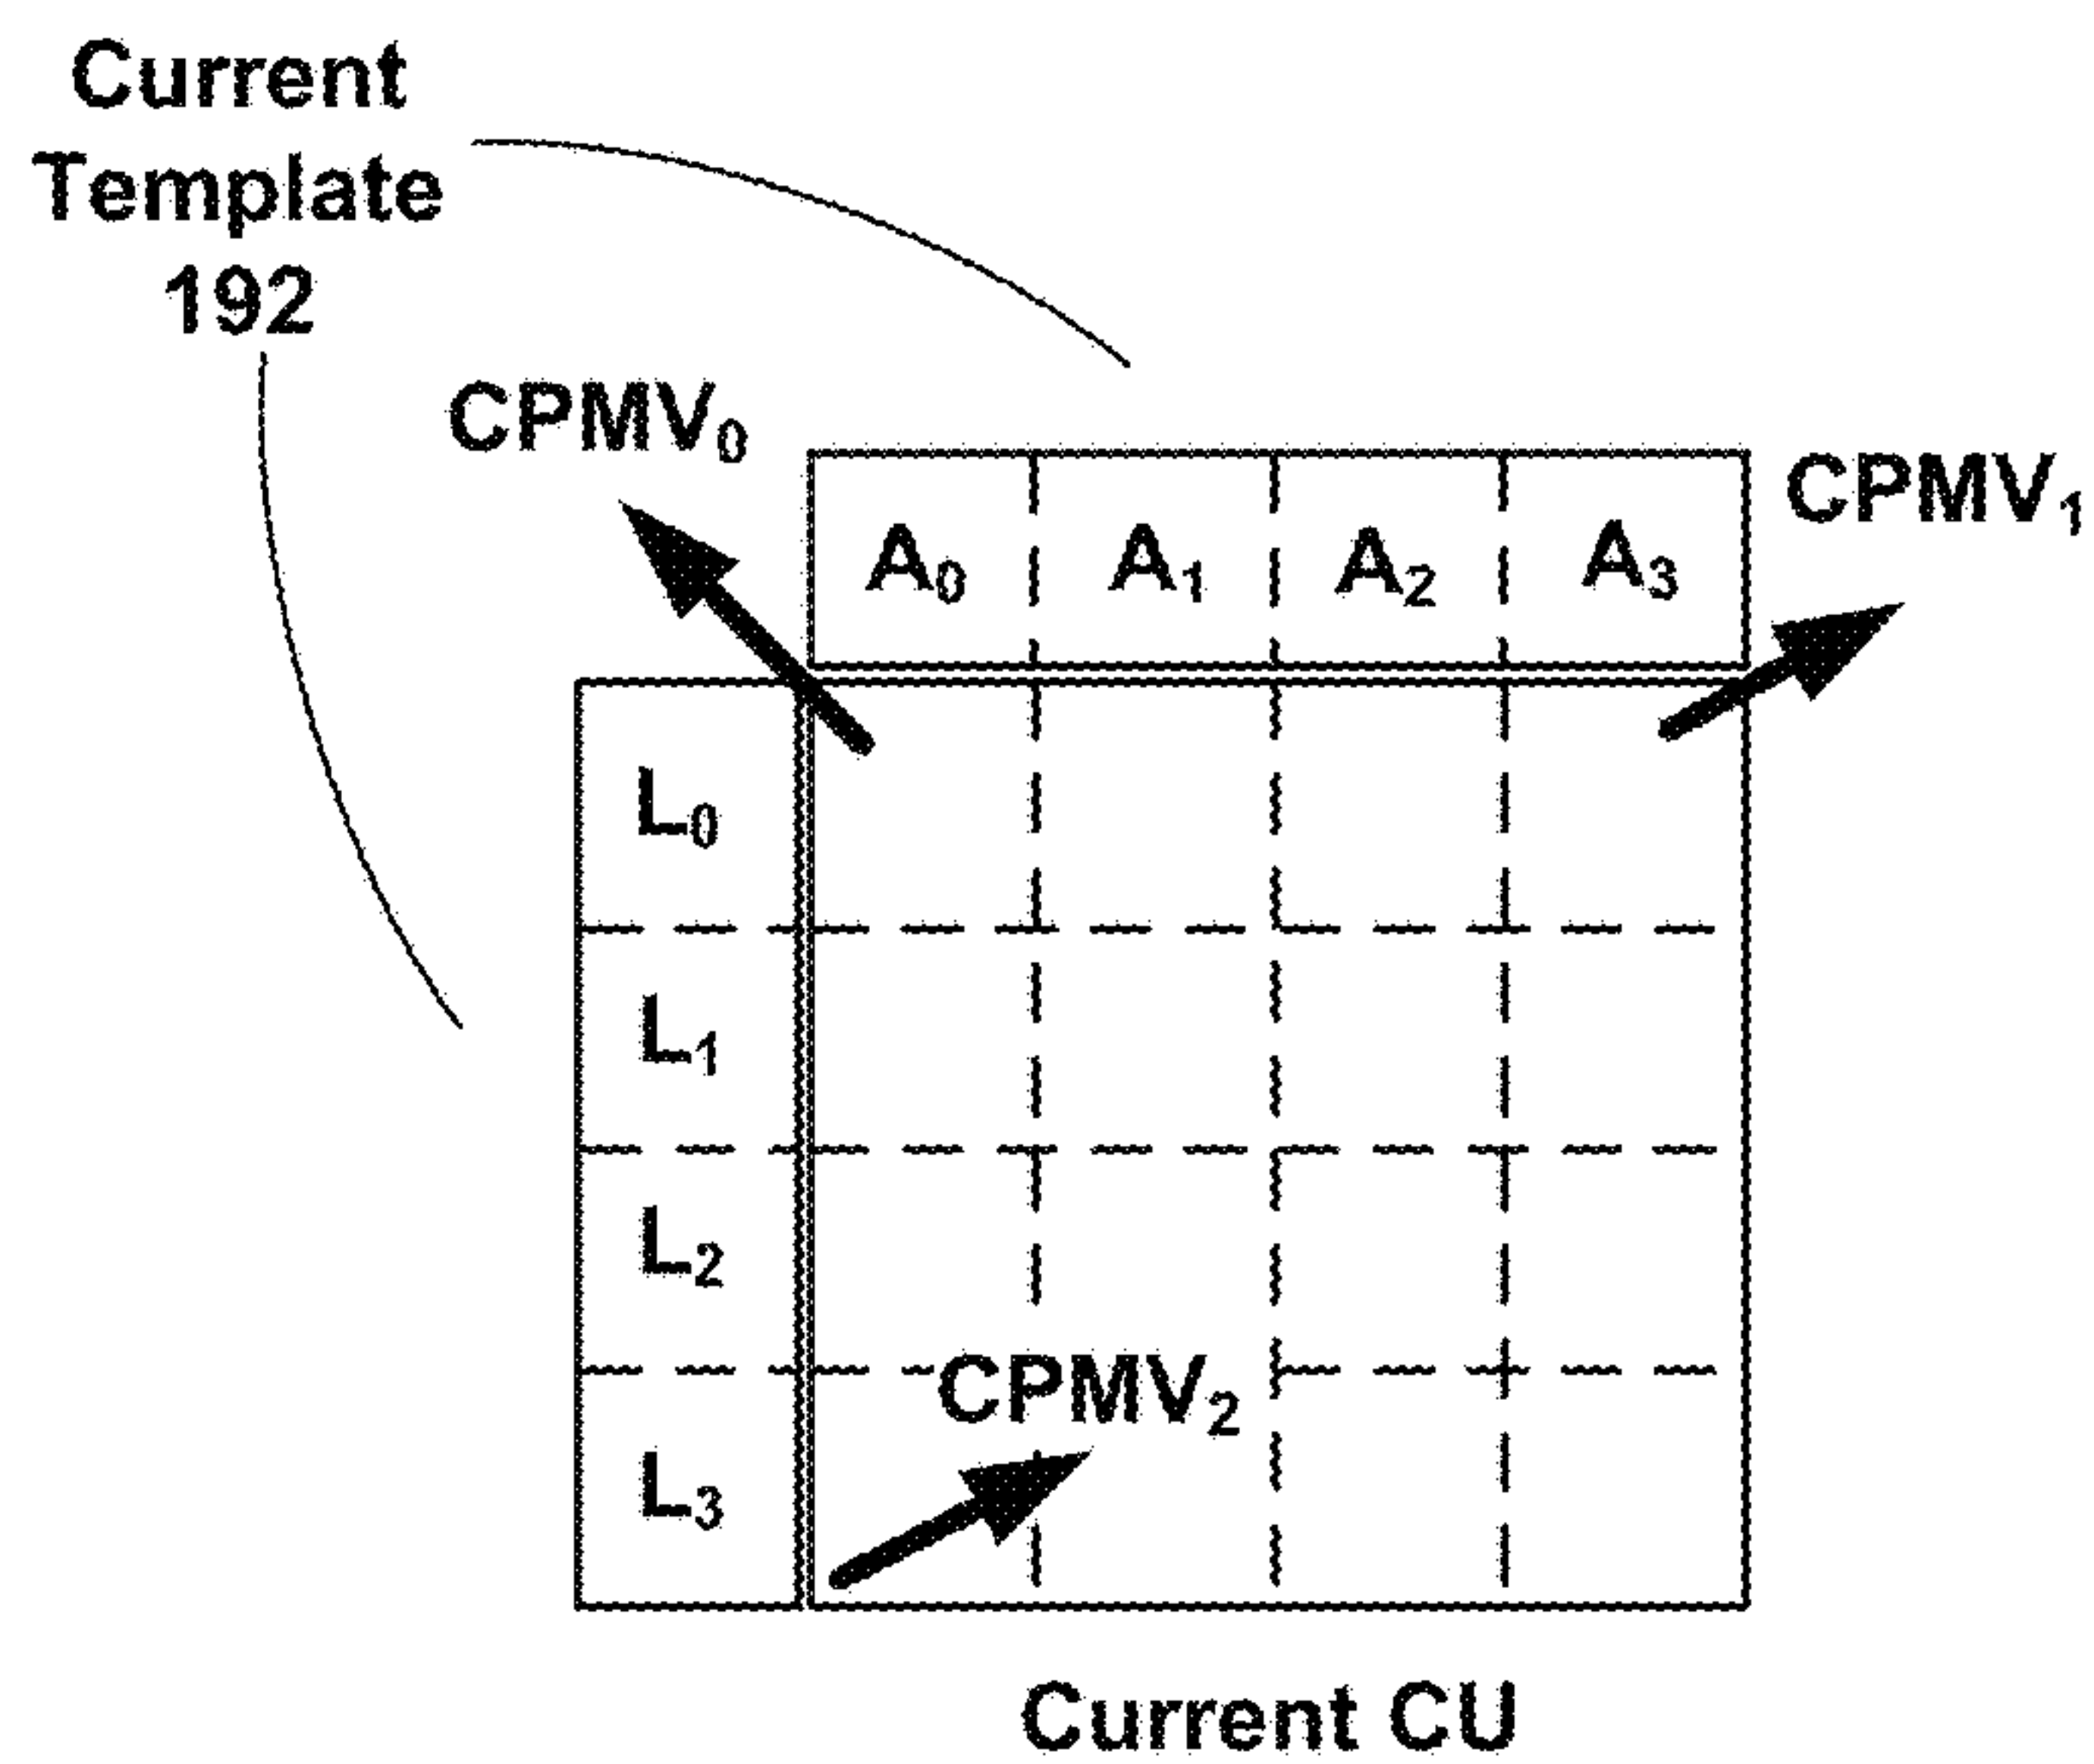 Current
Template
192
CPMV₀
CPMV₁
A₀ A₁ A₂ A₃
L₀
L₁
L₂
CPMV₂
L₃
Current CU